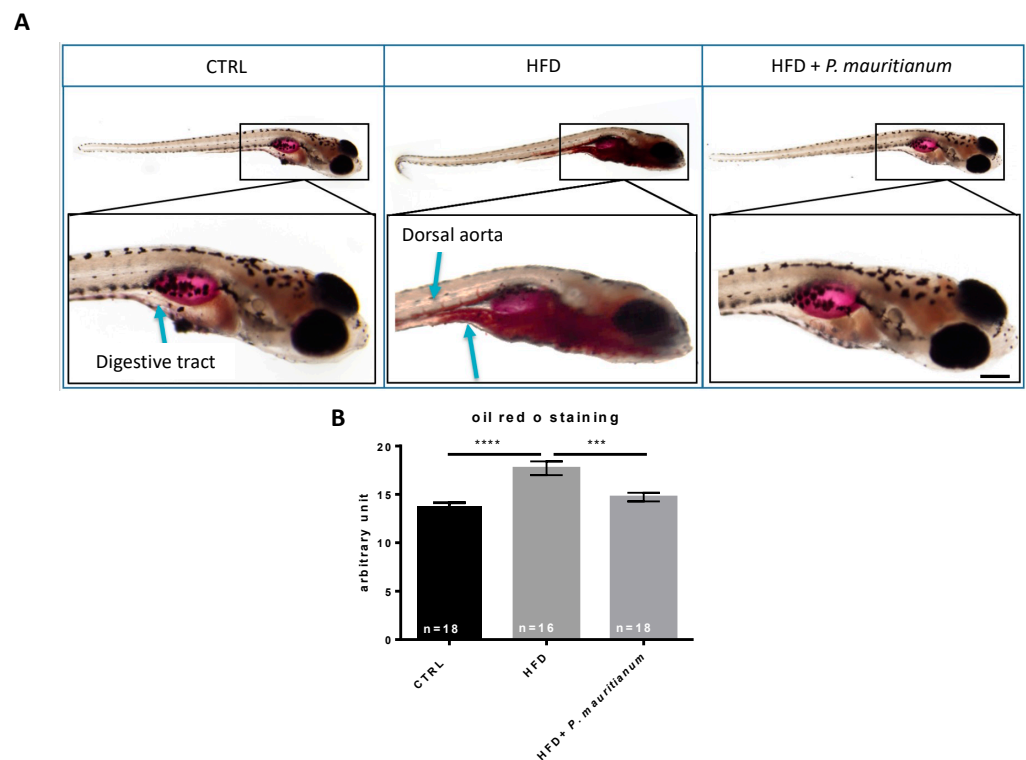 A
CTRL
HFD
HFD + P. mauritianum
Dorsal aorta
Digestive tract
B
oil red o staining
****
***
20
15
10
5
0
arbitrary unit
n=18
n=16
n=18
CTRL
HFD
HFD+ P. mauritianum